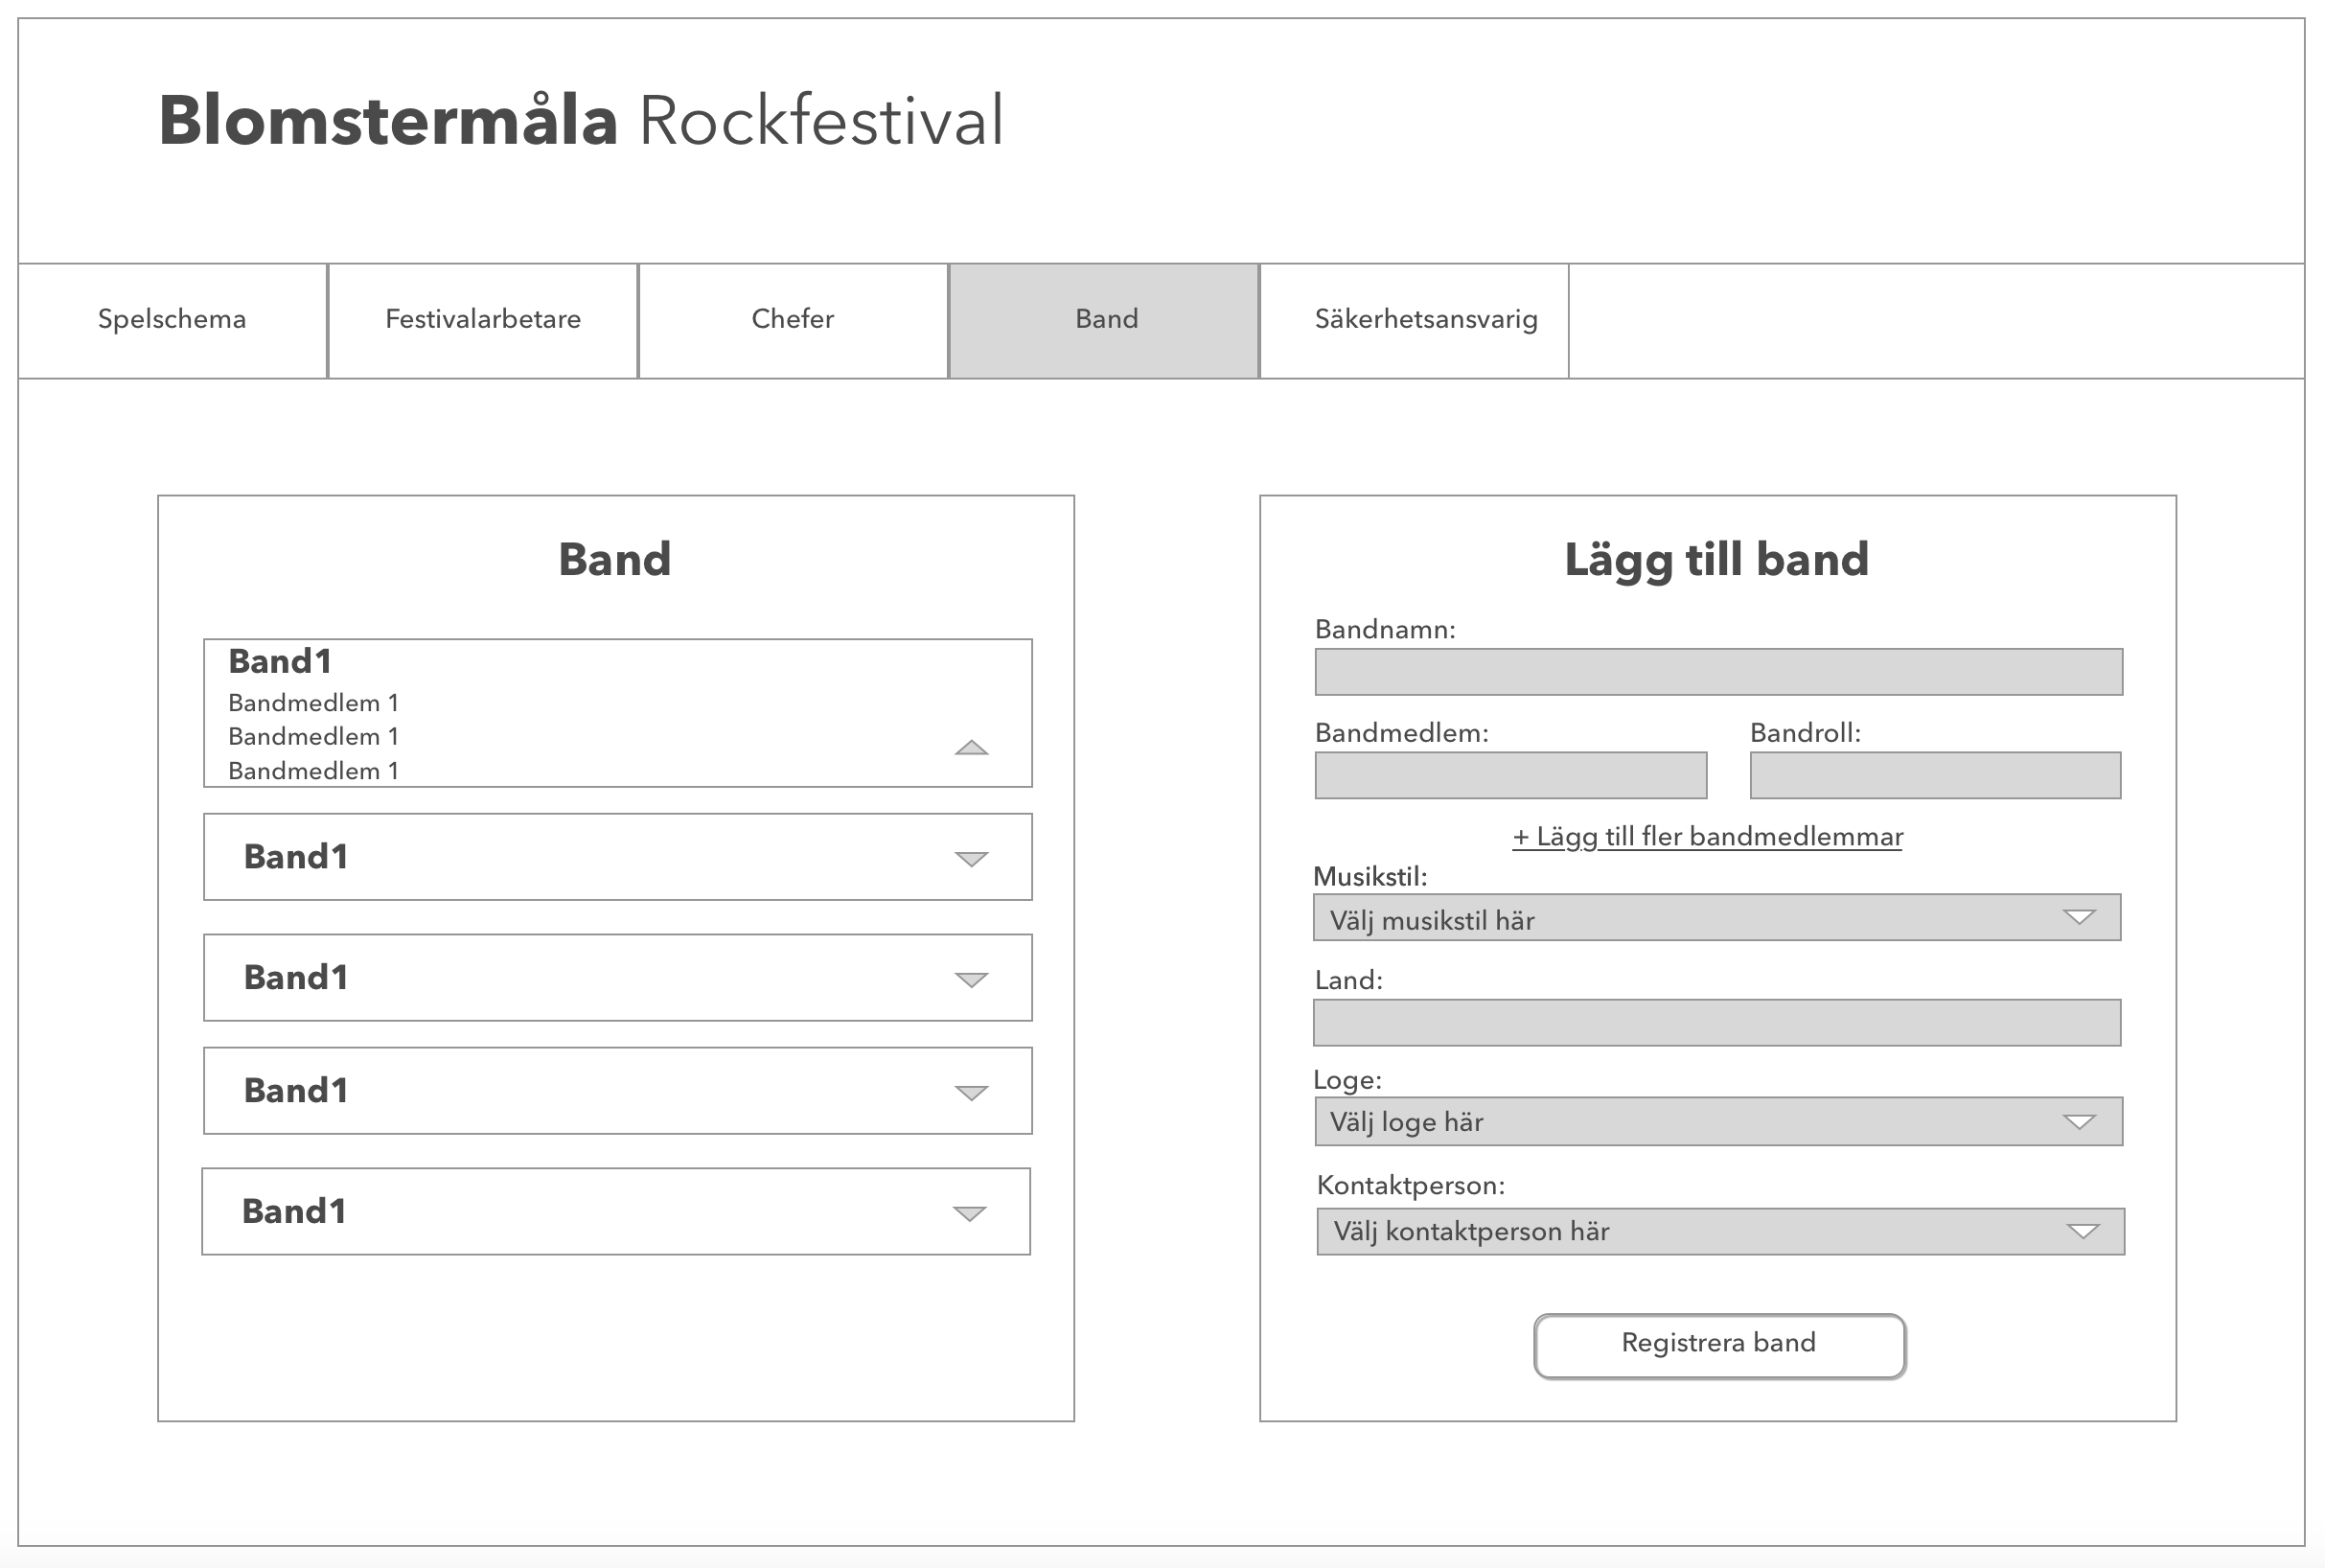 Blomstermåla Rockfestival
Spelschema
Festivalarbetare
Chefer
Band
Säkerhetsansvarig
Band
Band1
Bandmedlem 1
Bandmedlem 1
Bandmedlem 1
Band1
Band1
Band1
Band1
Lägg till band
Bandnamn:
Bandmedlem:
Bandroll:
+ Lägg till fler bandmedlemmar
Musikstil:
Välj musikstil här
Land:
Loge:
Välj loge här
Kontaktperson:
Välj kontaktperson här
Registrera band